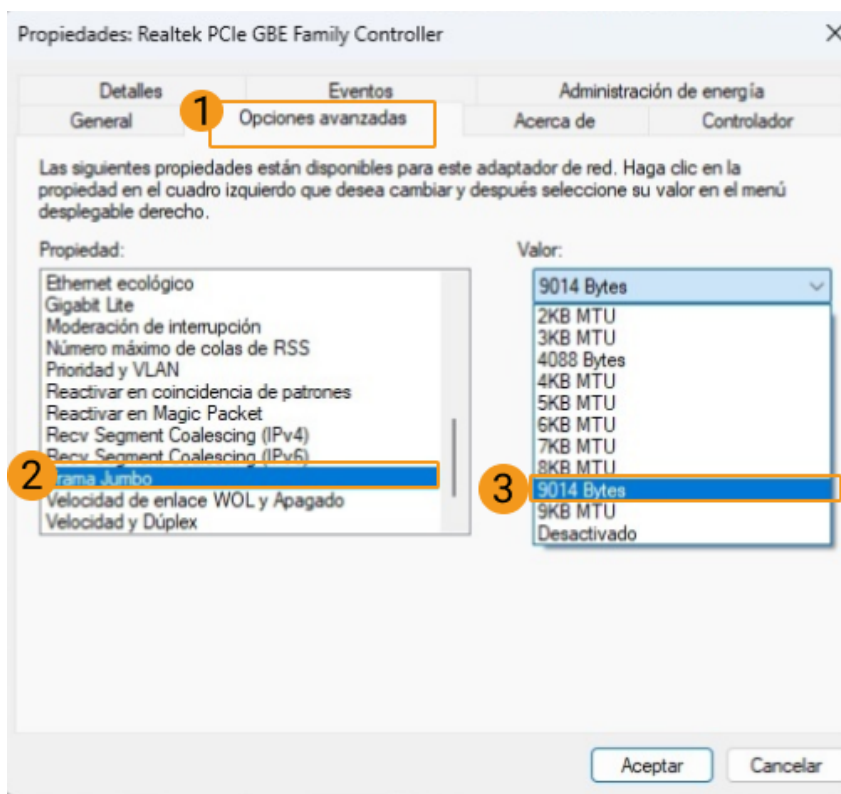 Propiedades: Realtek PCIe GBE Family Controller
Detalles
Eventos
Administración de energía
General
1
Opciones avanzadas
Acerca de
Controlador
Las siguientes propiedades están disponibles para este adaptador de red. Haga clic en la
propiedad en el cuadro izquierdo que desea cambiar y después seleccione su valor en el menú
desplegable derecho.
Propiedad:
Ethernet ecológico
Gigabit Lite
Moderación de interrupción
Número máximo de colas de RSS
Prioridad y VLAN
Reactivar en coincidencia de patrones
Reactivar en Magic Packet
Recv Segment Coalescing (IPv4)
Recv Segment Coalescing (IPv6)
2
Trama Jumbo
Velocidad de enlace WOL y Apagado
Velocidad y Dúplex
Valor:
9014 Bytes
2KB MTU
3KB MTU
4088 Bytes
4KB MTU
5KB MTU
6KB MTU
7KB MTU
8KB MTU
3
9014 Bytes
9KB MTU
Desactivado
Aceptar
Cancelar